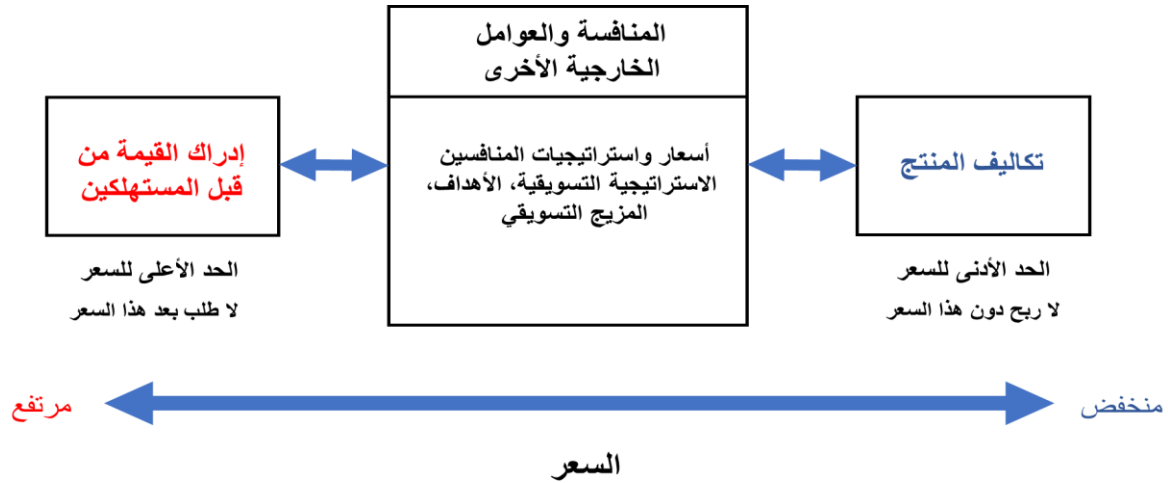 المنافسة والعوامل
الخارجية الأخرى
تكاليف المنتج
أسعار واستراتيجيات المنافسين
الاستراتيجية التسويقية، الأهداف،
المزيج التسويقي
إدراك القيمة من
قبل المستهلكين
الحد الأدنى للسعر
لا ربح دون هذا السعر
الحد الأعلى للسعر
لا طلب بعد هذا السعر
منخفض
مرتفع
السعر